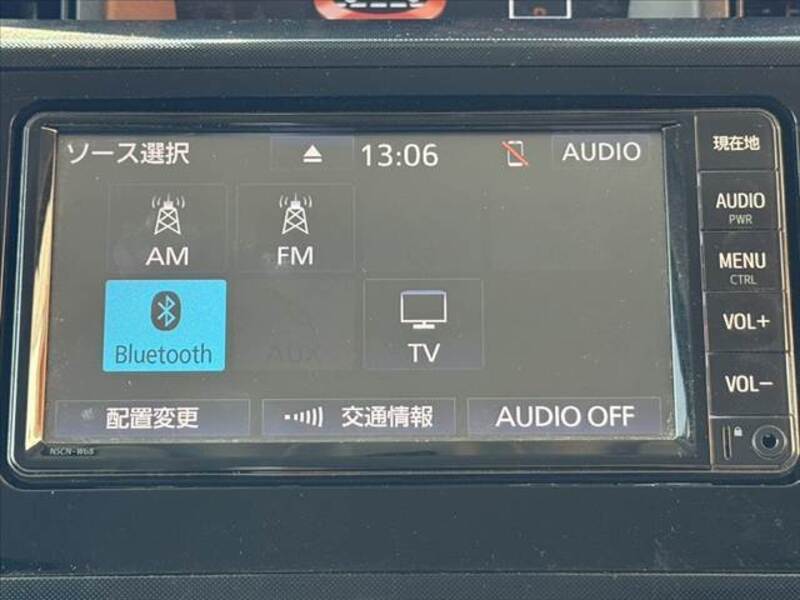 ソース選択 13:06 AUDIO
AM FM
Bluetooth AUX TV
配置変更 交通情報 AUDIO OFF
NSCN-W68
現在地
AUDIO
PWR
MENU
CTRL
VOL+
VOL-